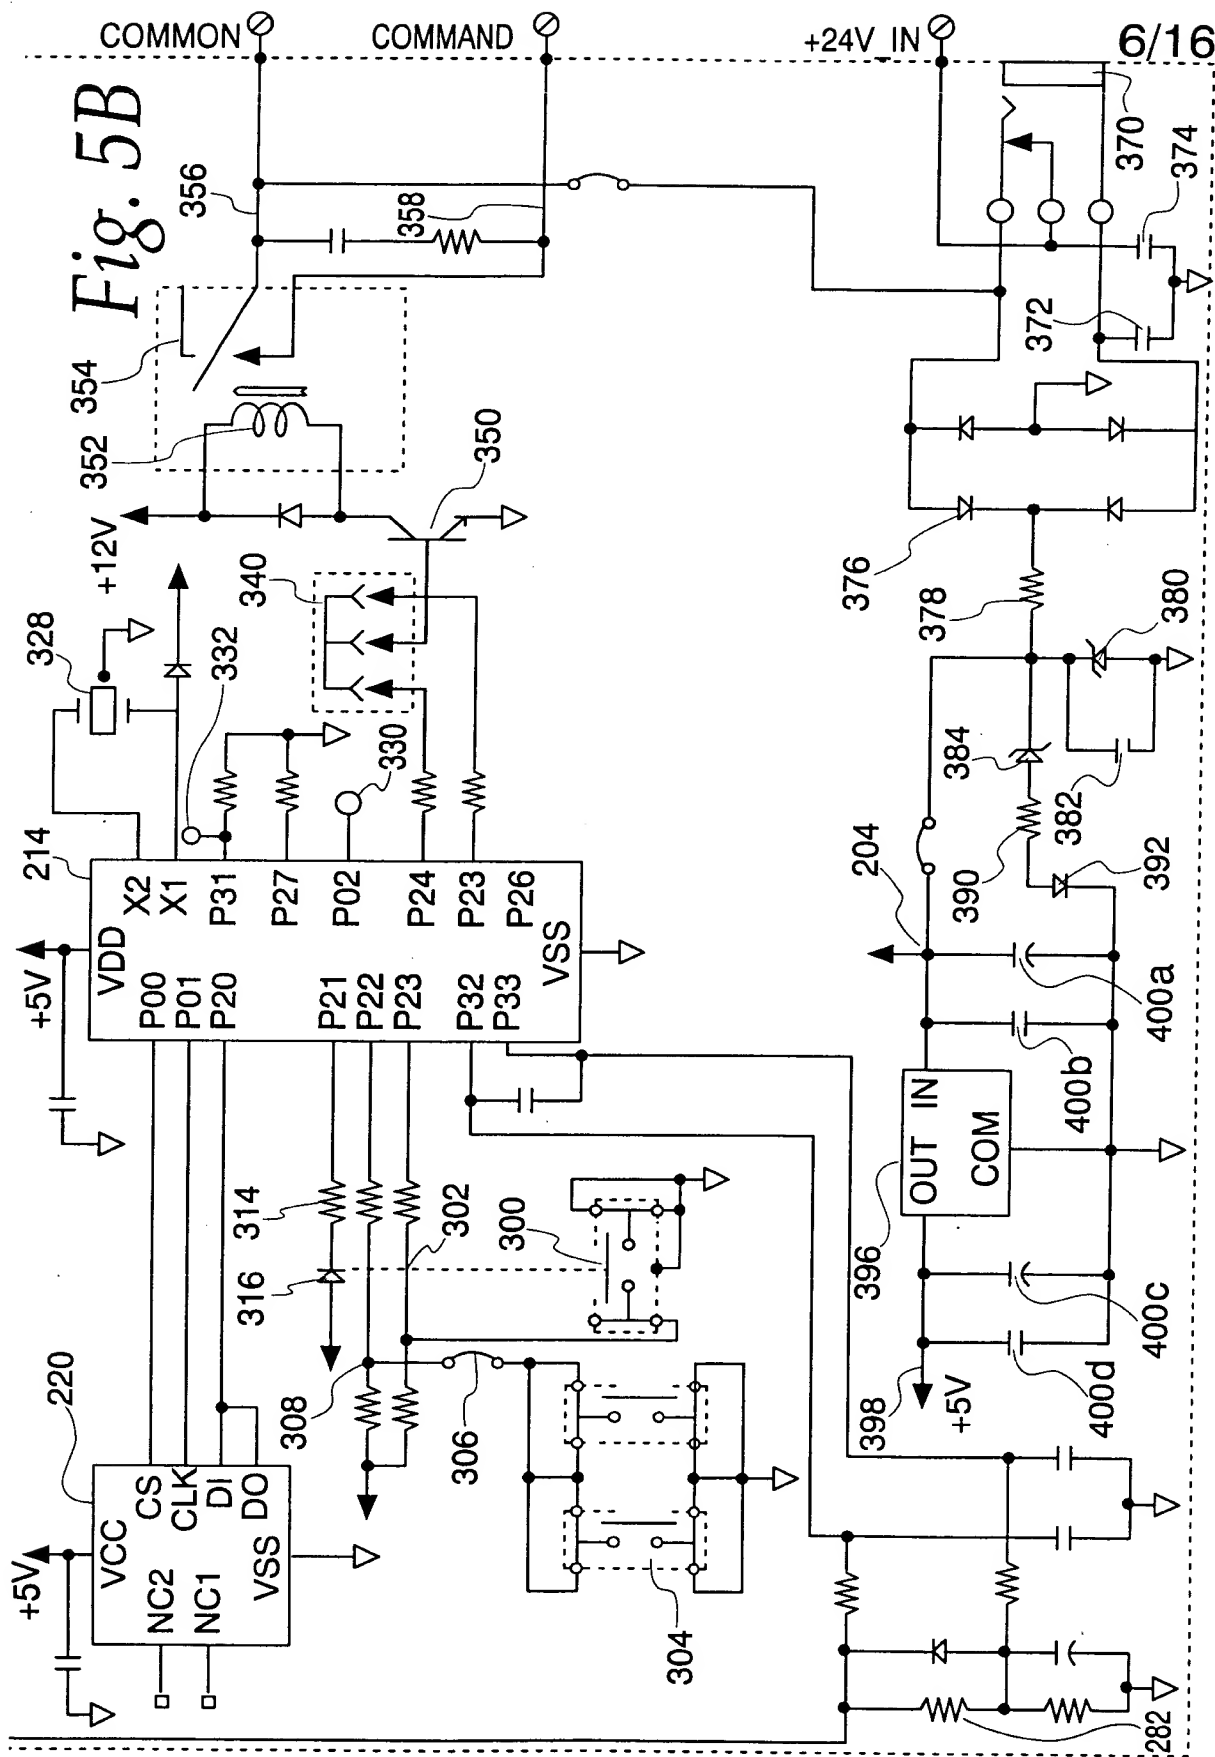 COMMON
COMMAND
+24V IN
6/16
Fig. 5B
356
358
370
374
354
372
352
350
+12V
340
376
328
332
378
380
330
384
382
214
204
390
392
X2
X1
P31
P27
P02
P24
P23
P26
VDD
VSS
+5V
P00
P01
P20
P21
P22
P23
P32
P33
400a
400b
IN
OUT
COM
314
302
300
316
396
400c
400d
398
+5V
220
308
306
CS
CLK
DI
DO
VCC
VSS
+5V
NC2
NC1
304
282